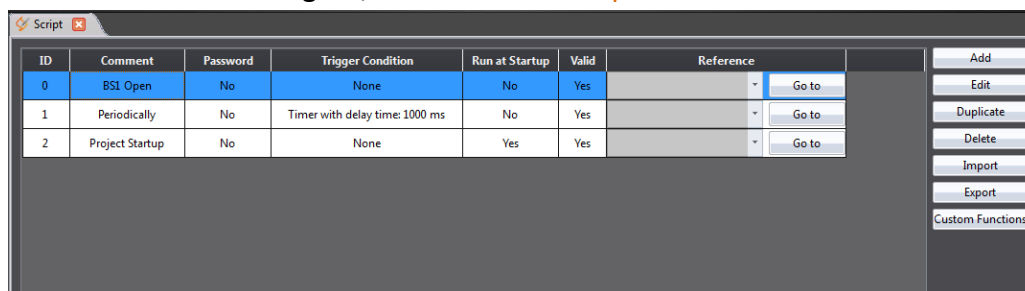 Script
ID Comment Password Trigger Condition Run at Startup Valid Reference
0 BS1 Open No None No Yes Go to
1 Periodically No Timer with delay time: 1000 ms No Yes Go to
2 Project Startup No None Yes Yes Go to
Add
Edit
Duplicate
Delete
Import
Export
Custom Functions